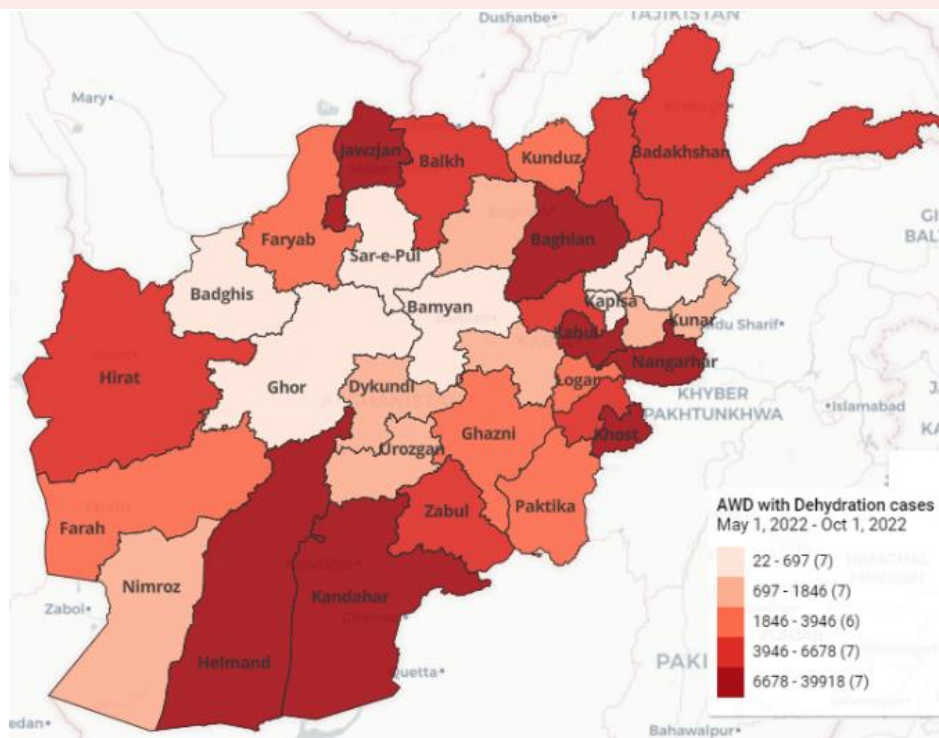 Dushanbe•
TAJIKISTAN
Mary•
Jawzjan
Balkh
Kunduz
Badakhshan
Faryab
Baghlan
Sar-e-Pul
Badghis
Bamyan
Kapisa
Kunar
Kabul
Nangarhar
Hirat
Ghor
Dykundi
Logar
KHYBER
PAKHTUNKHWA
•Islamabad
Ghazni
Khost
Urozgan
Zabul
Paktika
Farah
Nimroz
Zabol•
Kandahar
Helmand
Quetta•
PAKI
Bahawalpur•
AWD with Dehydration cases
May 1, 2022 - Oct 1, 2022
22 - 697 (7)
697 - 1846 (7)
1846 - 3946 (6)
3946 - 6678 (7)
6678 - 39918 (7)